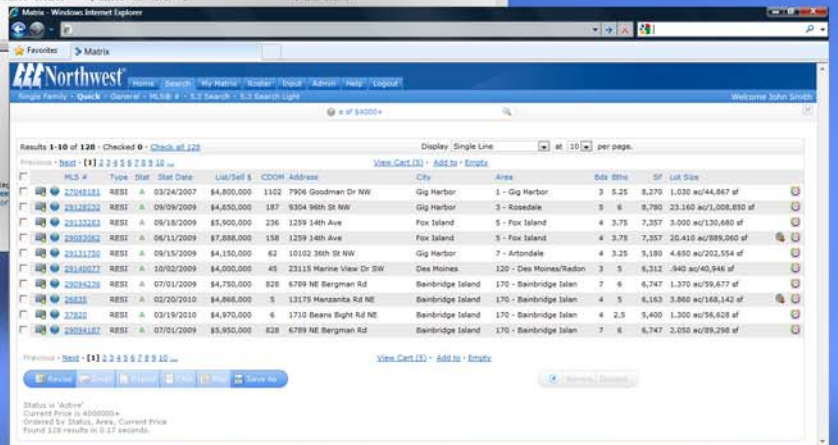 Matrix - Windows Internet Explorer
Favorites Matrix
Northwest Home Search My Matrix Roster Input Admin Help Logout
Single Family · Quick · General · MLS® # · 5.3 Search · 5.3 Search Light Welcome John Smith
Results 1-10 of 128 · Checked 0 · Check all 128 Display Single Line at 10 per page.
Previous · Next · [1] 2 3 4 5 6 7 8 9 10 ... View Cart (5) · Add to · Empty
MLS # Type Stat Stat Date List/Sell $ CDOM Address City Area Bds Bths SF Lot Size
27048181 RESI A 03/24/2007 $4,800,000 1102 7906 Goodman Dr NW Gig Harbor 1 - Gig Harbor 3 5.25 8,270 1.030 ac/44,867 sf
29128232 RESI A 09/09/2009 $4,650,000 187 9304 96th St NW Gig Harbor 3 - Rosedale 5 6 8,780 23.160 ac/1,008,850 sf
29133263 RESI A 09/18/2009 $5,900,000 236 1259 14th Ave Fox Island 5 - Fox Island 4 3.75 7,357 3.000 ac/130,680 sf
29083062 RESI A 06/11/2009 $7,888,000 158 1259 14th Ave Fox Island 5 - Fox Island 4 3.75 7,357 20.410 ac/889,060 sf
29131750 RESI A 09/15/2009 $4,150,000 62 10102 36th St NW Gig Harbor 7 - Artondale 4 3.25 5,180 4.650 ac/202,554 sf
29140077 RESI A 10/02/2009 $4,000,000 45 23115 Marine View Dr SW Des Moines 120 - Des Moines/Redon 3 5 6,312 .940 ac/40,946 sf
29094236 RESI A 07/01/2009 $4,750,000 828 6789 NE Bergman Rd Bainbridge Island 170 - Bainbridge Islan 7 6 6,747 1.370 ac/59,677 sf
26835 RESI A 02/20/2010 $4,868,000 5 13175 Manzanita Rd NE Bainbridge Island 170 - Bainbridge Islan 4 5 6,163 3.860 ac/168,142 sf
37820 RESI A 03/19/2010 $4,970,000 6 1710 Beans Bight Rd NE Bainbridge Island 170 - Bainbridge Islan 4 2.5 5,400 1.300 ac/56,628 sf
29094187 RESI A 07/01/2009 $5,950,000 828 6789 NE Bergman Rd Bainbridge Island 170 - Bainbridge Islan 7 6 6,747 2.050 ac/89,298 sf
Previous · Next · [1] 2 3 4 5 6 7 8 9 10 ... View Cart (5) · Add to · Empty
Revise Email Export CMA Map Save As
Status is 'Active'
Current Price is 4000000+
Ordered by Status, Area, Current Price
Found 128 results in 0.17 seconds.